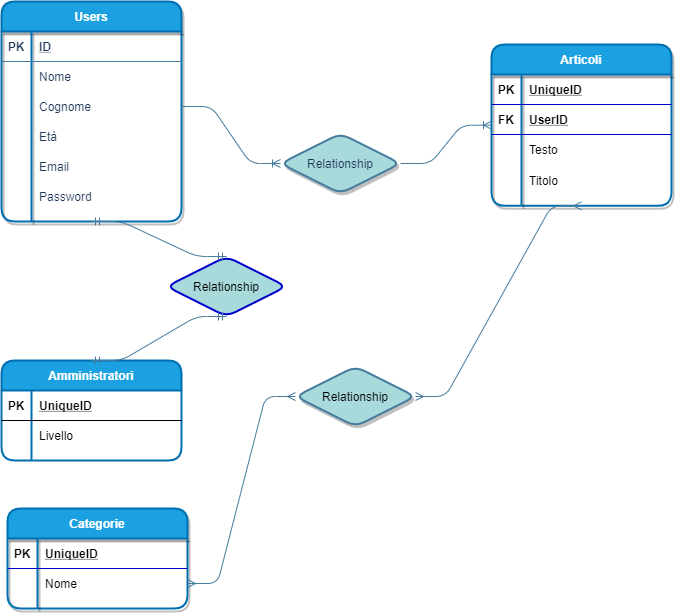 Users
PK ID
Nome
Cognome
Età
Email
Password
Relationship
Articoli
PK UniqueID
FK UserID
Testo
Titolo
Relationship
Amministratori
PK UniqueID
Livello
Relationship
Categorie
PK UniqueID
Nome